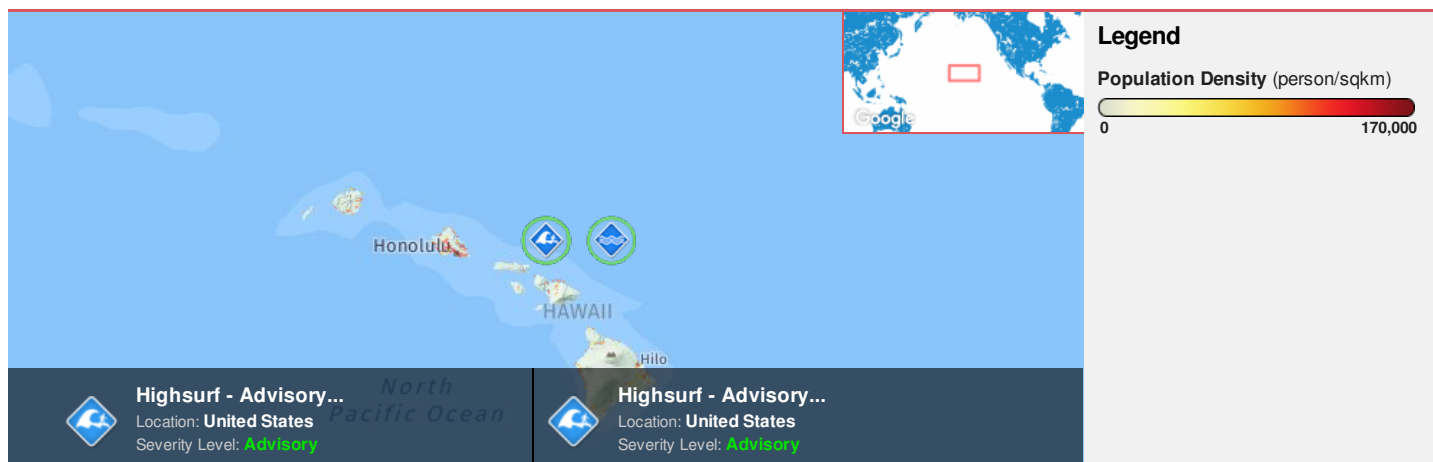 Google
Legend
Population Density (person/sqkm)
0
170,000
Honolulu
HAWAII
Hilo
North
Pacific Ocean
Highsurf - Advisory...
Location: United States
Severity Level: Advisory
Highsurf - Advisory...
Location: United States
Severity Level: Advisory